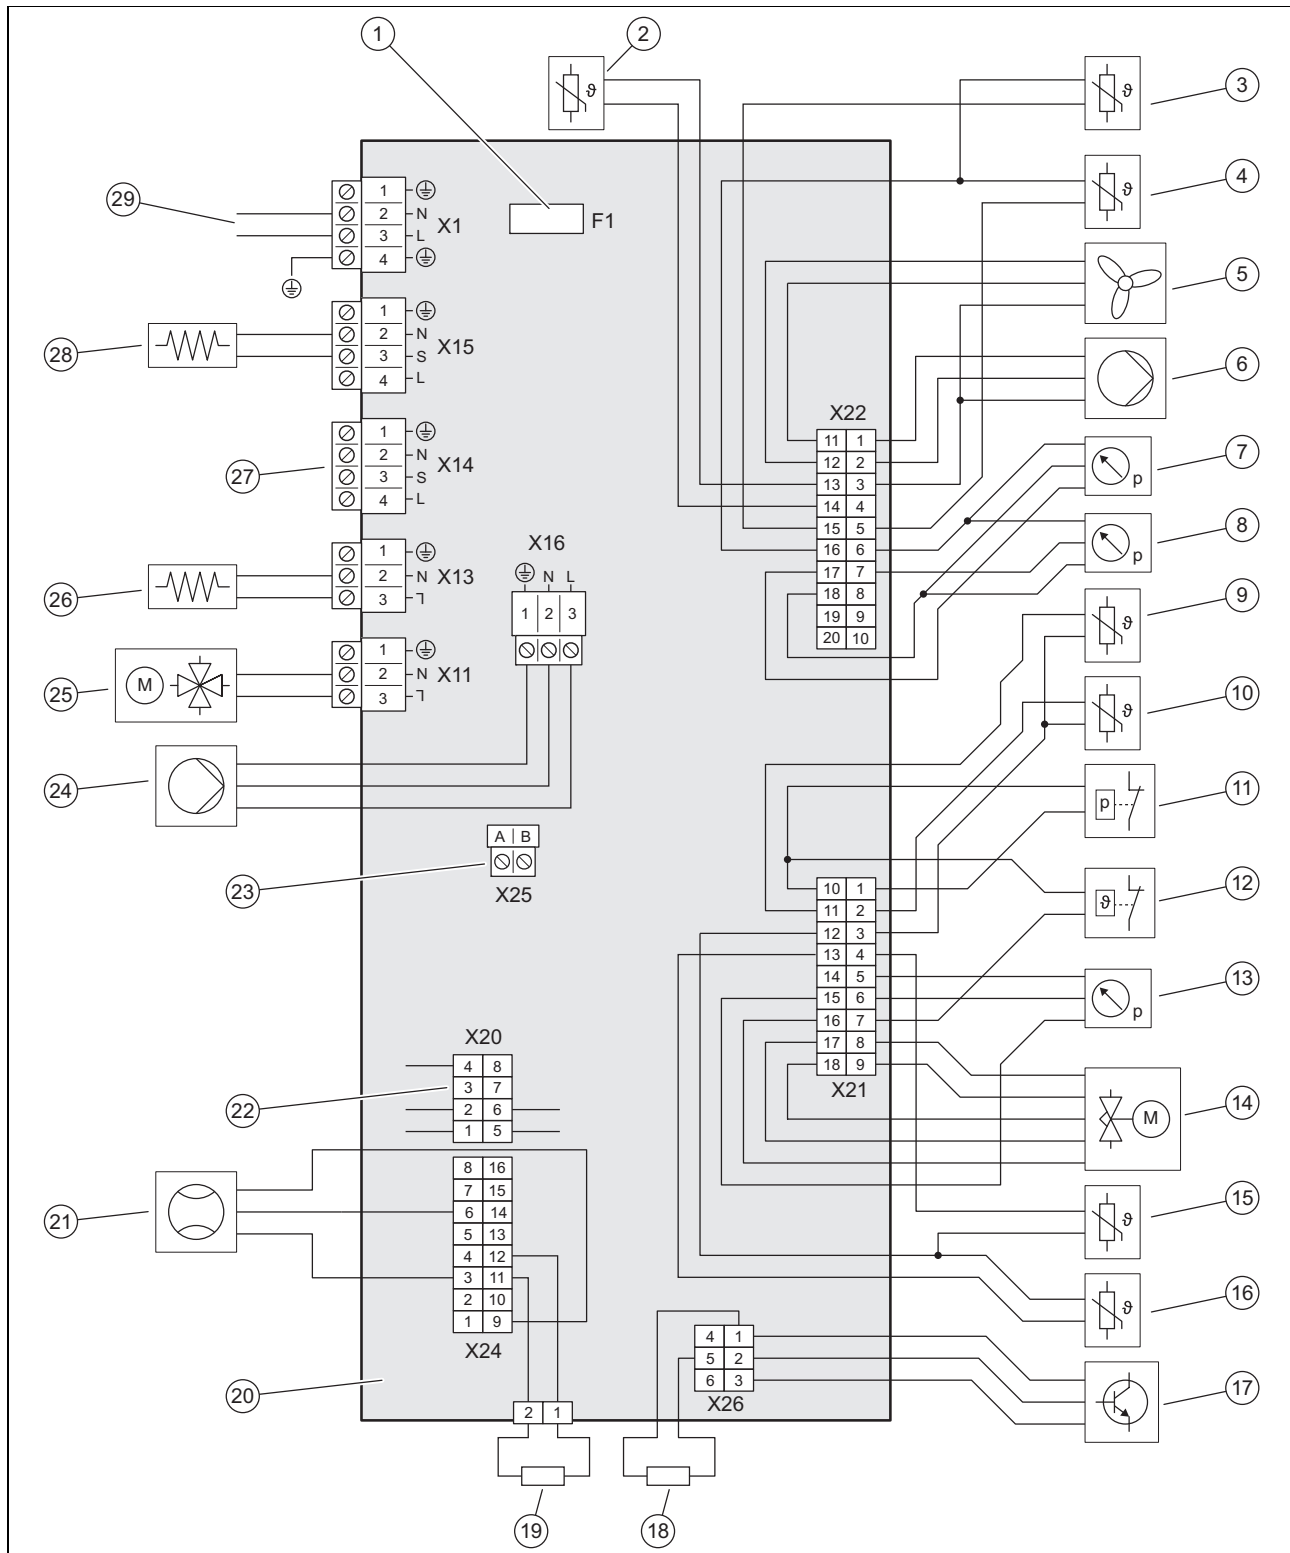 1
2
3
4
5
6
7
8
9
10
11
12
13
14
15
16
17
18
19
20
21
22
23
24
25
26
27
28
29
F1
1
2 N
3 L
4
X1
1
2 N
3 S
4 L
X15
1
2 N
3 S
4 L
X14
1
2 N
3 L
X13
1
2 N
3 L
X11
M
X16
N L
1 2 3
A B
X25
X20
4 8
3 7
2 6
1 5
8 16
7 15
6 14
5 13
4 12
3 11
2 10
1 9
X24
2 1
X22
11 1
12 2
13 3
14 4
15 5
16 6
17 7
18 8
19 9
20 10
10 1
11 2
12 3
13 4
14 5
15 6
16 7
17 8
18 9
X21
4 1
5 2
6 3
X26
ϑ
ϑ
ϑ
p
p
ϑ
ϑ
p
ϑ
p
M
ϑ
ϑ